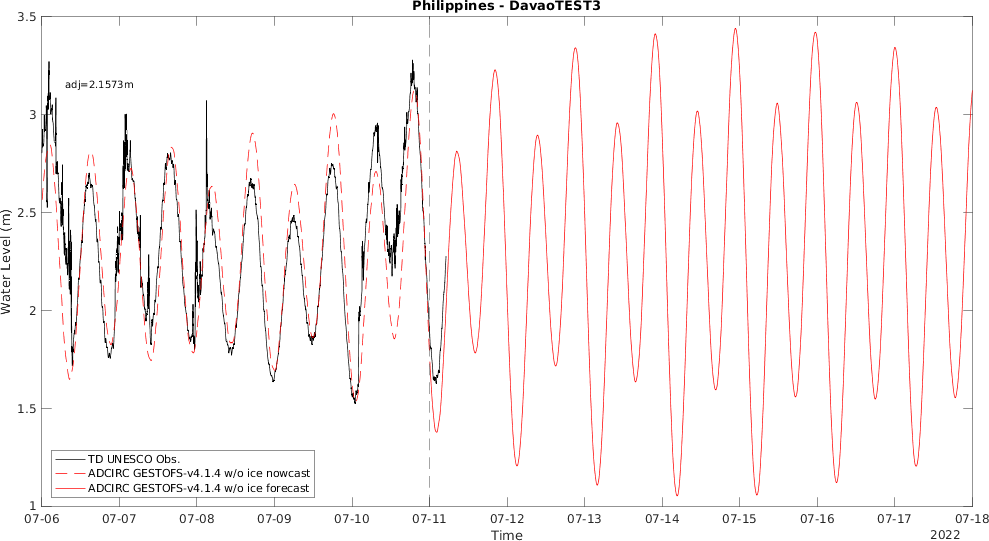 Philippines - DavaoTEST3
3.5
3
2.5
2
1.5
1
Water Level (m)
adj=2.1573m
TD UNESCO Obs.
ADCIRC GESTOFS-v4.1.4 w/o ice nowcast
ADCIRC GESTOFS-v4.1.4 w/o ice forecast
07-06 07-07 07-08 07-09 07-10 07-11 07-12 07-13 07-14 07-15 07-16 07-17 07-18
Time
2022